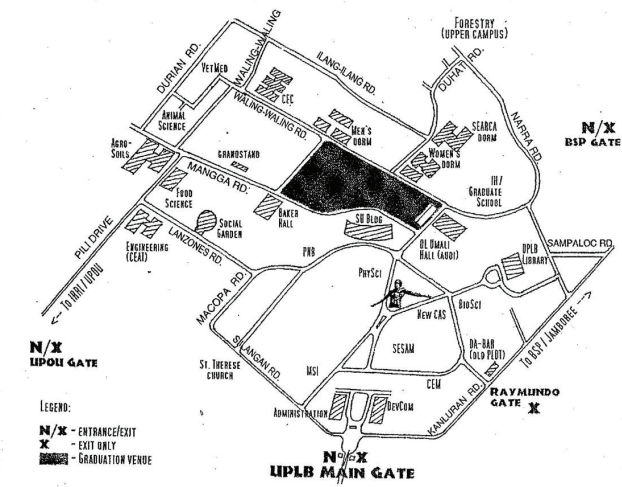 FORESTRY
(UPPER CAMPUS)
DURIAN RD.
WALING-WALING
ILANG-ILANG RD.
DUHAT RD.
VETMED
CEC
WALING-WALING RD.
NARRA RD.
N/X
BSP GATE
ANIMAL
SCIENCE
MEN'S
DORM
SEARCA
DORM
AGRO-
SOILS
GRANDSTAND
WOMEN'S
DORM
MANGGA RD.
IH/
GRADUATE
SCHOOL
FOOD
SCIENCE
BAKER
HALL
SU BLDG
SOCIAL
GARDEN
DL UMALI
HALL (AUDI)
UPLB
LIBRARY
SAMPALOC RD.
PILI DRIVE
ENGINEERING
(CEAT)
LANZONES RD.
PNB
PHYSCI
<-- TO IRRI / UPOU
MACOPA RD.
NEW CAS
BIOSCI
TO BSP / JAMBOREE -->
N/X
UPOU GATE
SILANGAN RD.
SESAM
DA-BAR
(OLD PLDT)
ST. THERESE
CHURCH
MSI
CEM
KANLURAN RD.
RAYMUNDO
GATE X
ADMINISTRATION
DEVCOM
LEGEND:
N/X - ENTRANCE/EXIT
X - EXIT ONLY
- GRADUATION VENUE
N X
UPLB MAIN GATE